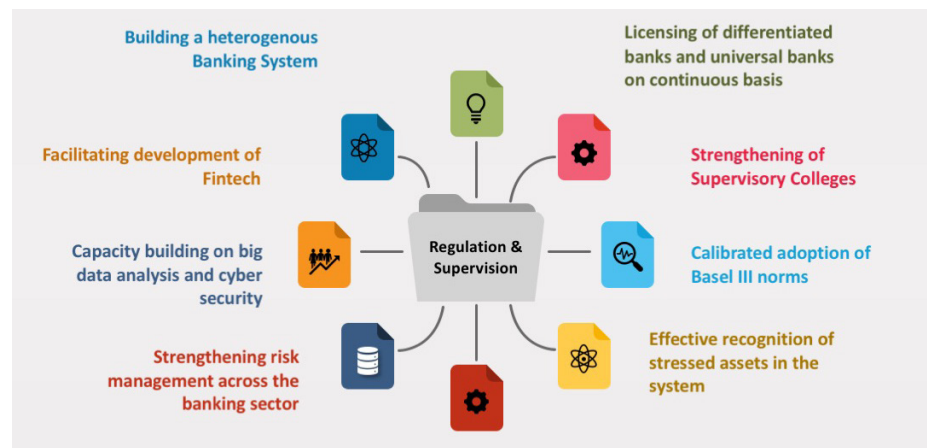 Building a heterogenous
Banking System
Licensing of differentiated
banks and universal banks
on continuous basis
Facilitating development of
Fintech
Strengthening of
Supervisory Colleges
Capacity building on big
data analysis and cyber
security
Regulation &
Supervision
Calibrated adoption of
Basel III norms
Strengthening risk
management across the
banking sector
Effective recognition of
stressed assets in the
system